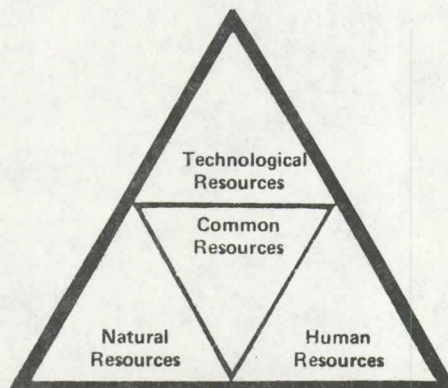 Technological
Resources
Common
Resources
Natural
Resources
Human
Resources